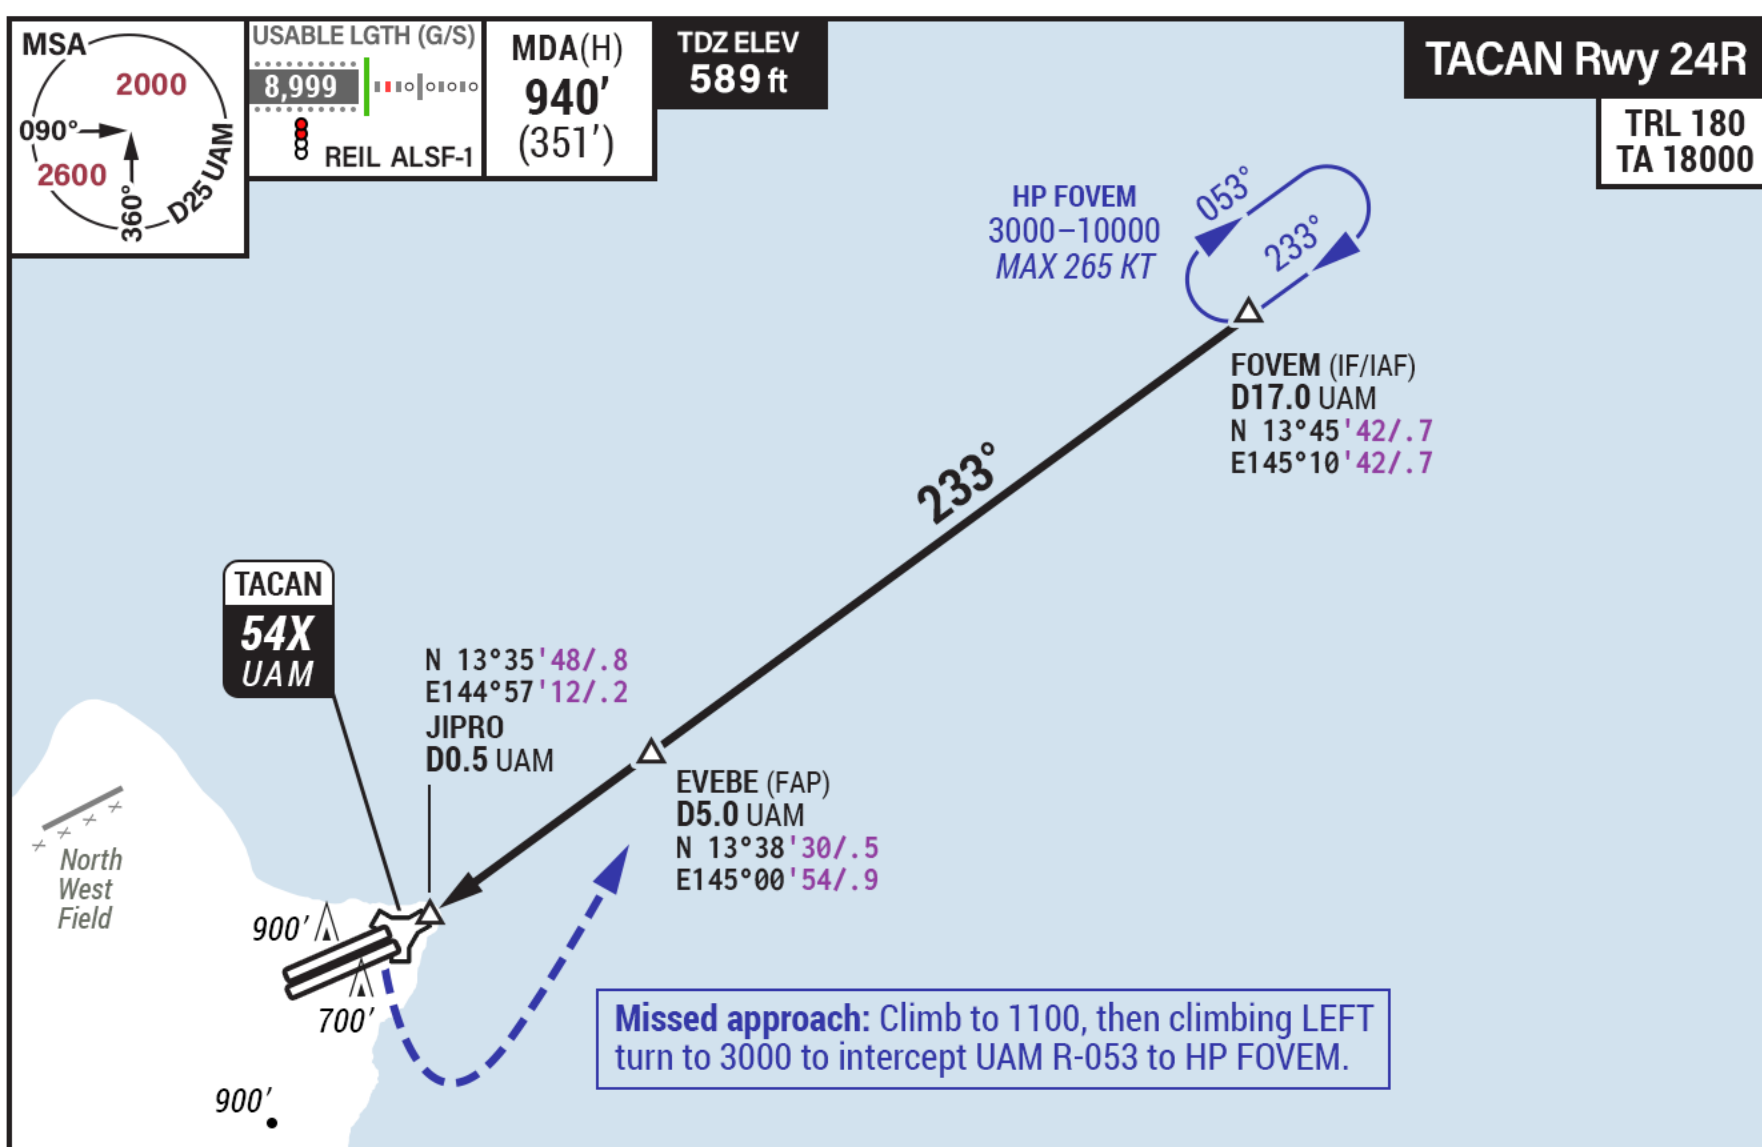 MSA
2000
090°
2600
360°
D25 UAM
USABLE LGTH (G/S)
8,999
REIL ALSF-1
MDA(H)
940'
(351')
TDZ ELEV
589 ft
TACAN Rwy 24R
TRL 180
TA 18000
HP FOVEM
3000–10000
MAX 265 KT
053°
233°
FOVEM (IF/IAF)
D17.0 UAM
N 13°45'42/.7
E145°10'42/.7
233°
TACAN
54X
UAM
N 13°35'48/.8
E144°57'12/.2
JIPRO
D0.5 UAM
EVEBE (FAP)
D5.0 UAM
N 13°38'30/.5
E145°00'54/.9
North
West
Field
900'
700'
900'
Missed approach: Climb to 1100, then climbing LEFT
turn to 3000 to intercept UAM R-053 to HP FOVEM.